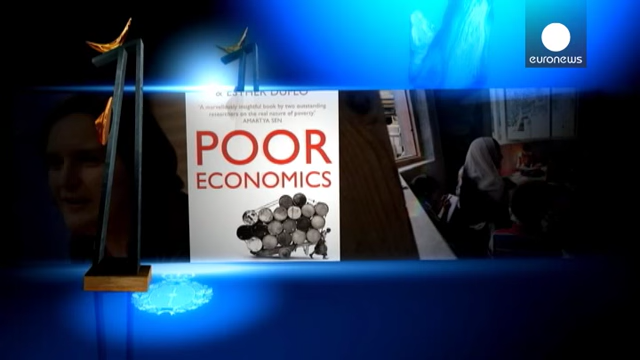 euronews
& ESTHER DUFLO
'A marvellously insightful book by two outstanding
researchers on the real nature of poverty'
AMARTYA SEN
POOR
ECONOMICS